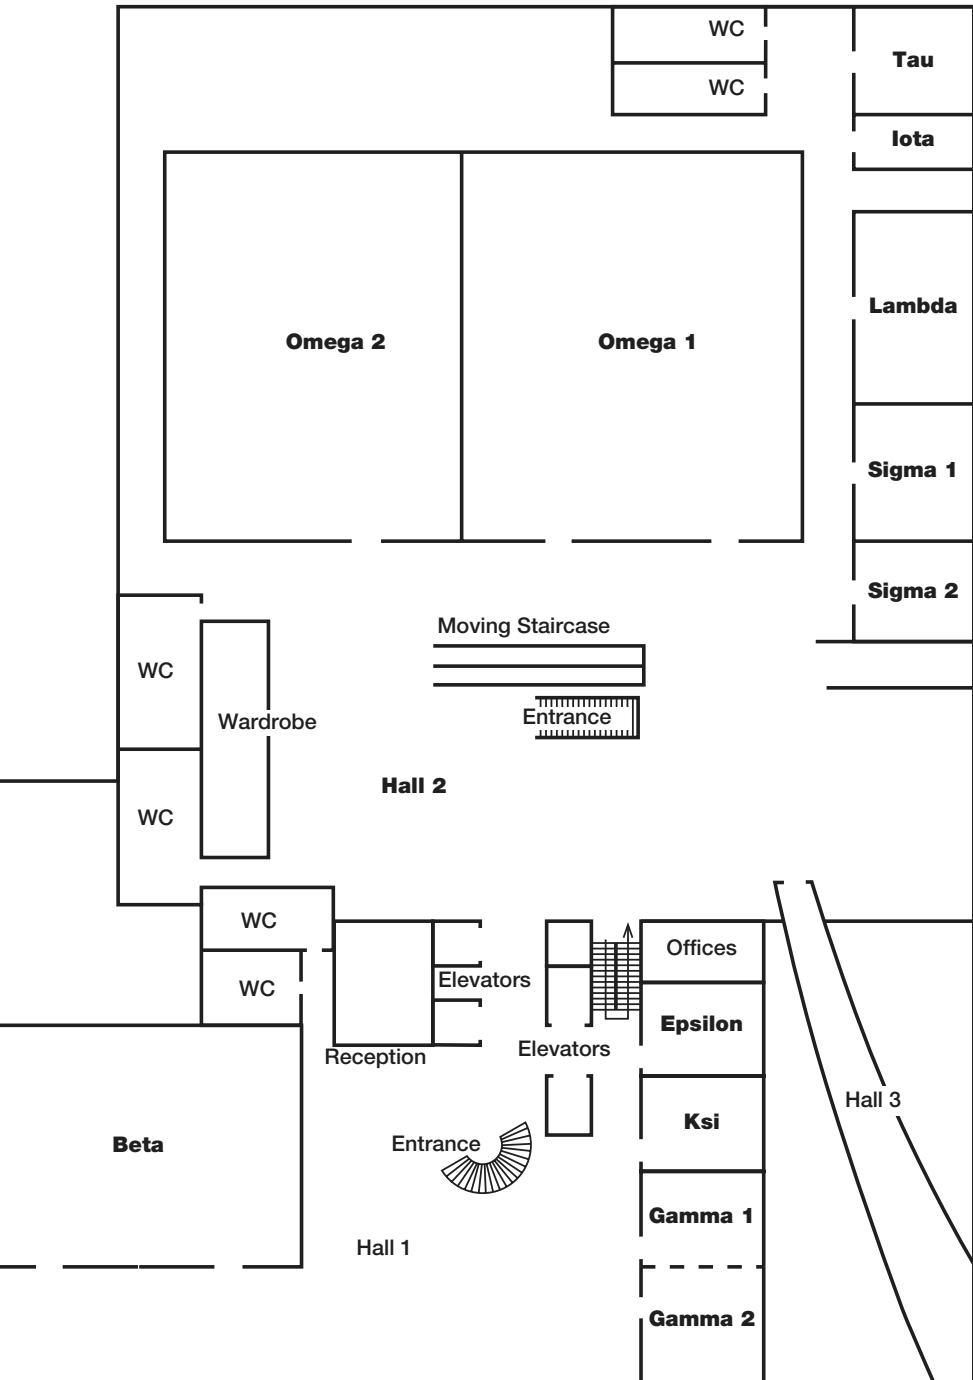 WC
WC
Tau
Iota
Lambda
Omega 2
Omega 1
Sigma 1
Sigma 2
Moving Staircase
WC
Wardrobe
Entrance
Hall 2
WC
WC
Offices
WC
Elevators
Epsilon
Elevators
Reception
Hall 3
Ksi
Beta
Entrance
Gamma 1
Hall 1
Gamma 2